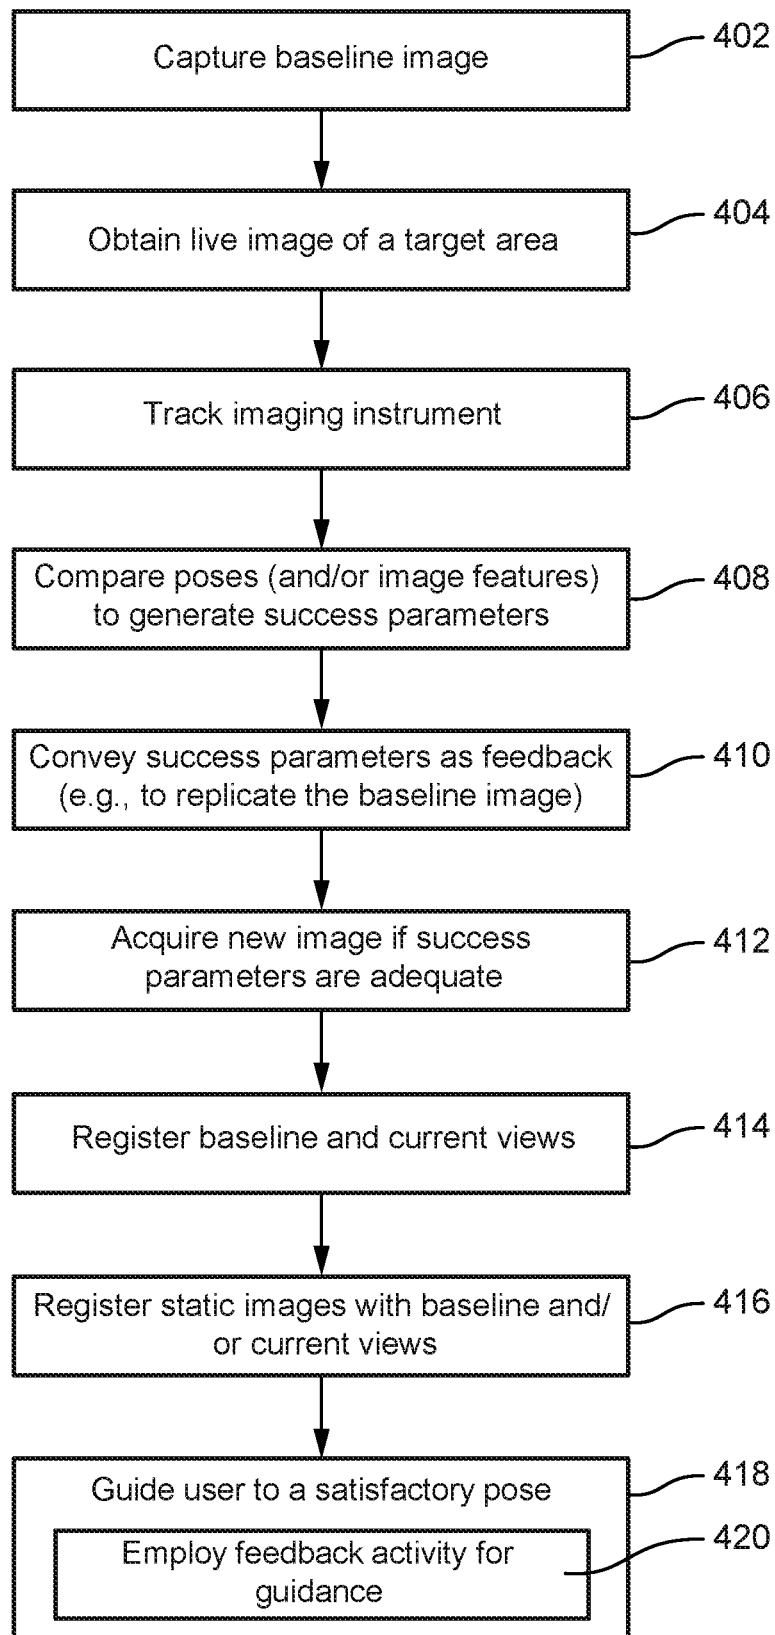 Capture baseline image
402
Obtain live image of a target area
404
Track imaging instrument
406
Compare poses (and/or image features)
to generate success parameters
408
Convey success parameters as feedback
(e.g., to replicate the baseline image)
410
Acquire new image if success
parameters are adequate
412
Register baseline and current views
414
Register static images with baseline and/
or current views
416
Guide user to a satisfactory pose
418
Employ feedback activity for
guidance
420